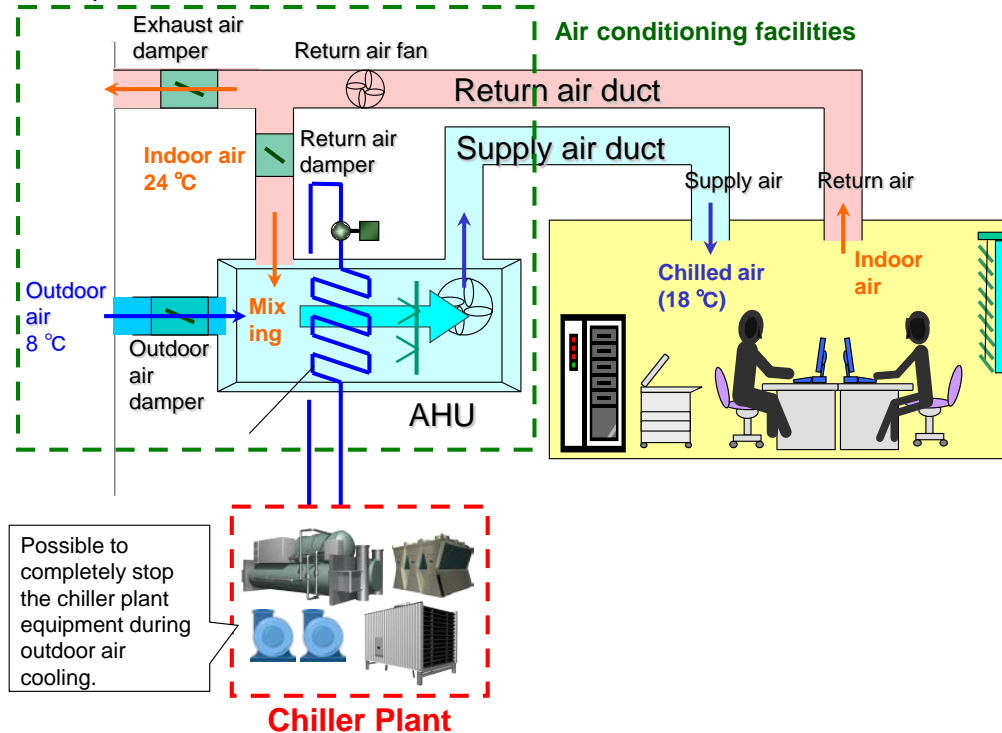 Exhaust air
damper
Return air fan
Air conditioning facilities
Return air duct
Indoor air
24 °C
Return air
damper
Supply air duct
Supply air
Return air
Outdoor
air
8 °C
Mix
ing
Chilled air
(18 °C)
Indoor
air
Outdoor
air
damper
AHU
Possible to
completely stop
the chiller plant
equipment during
outdoor air
cooling.
Chiller Plant